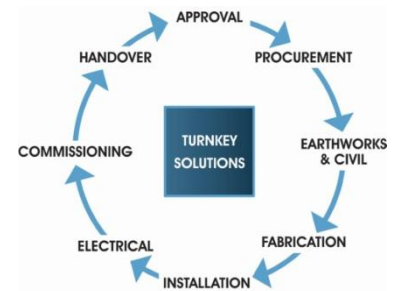 APPROVAL
PROCUREMENT
EARTHWORKS
& CIVIL
FABRICATION
INSTALLATION
ELECTRICAL
COMMISSIONING
HANDOVER
TURNKEY
SOLUTIONS